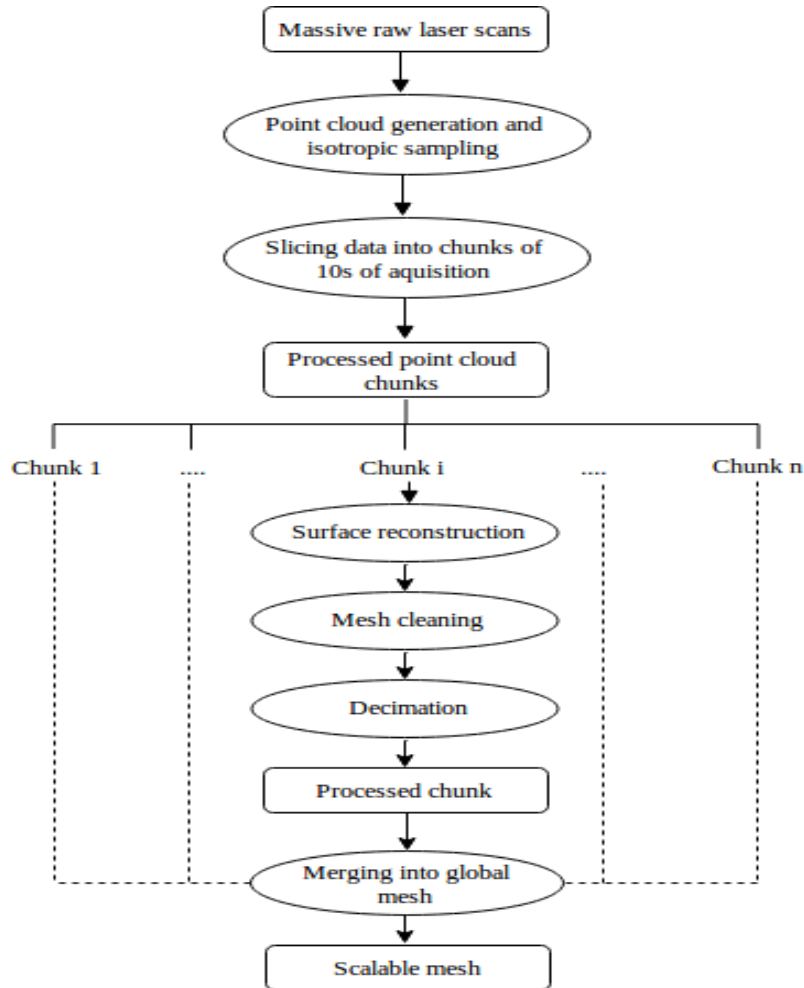 Massive raw laser scans
Point cloud generation and
isotropic sampling
Slicing data into chunks of
10s of aquisition
Processed point cloud
chunks
Chunk 1 .... Chunk i .... Chunk n
Surface reconstruction
Mesh cleaning
Decimation
Processed chunk
Merging into global
mesh
Scalable mesh